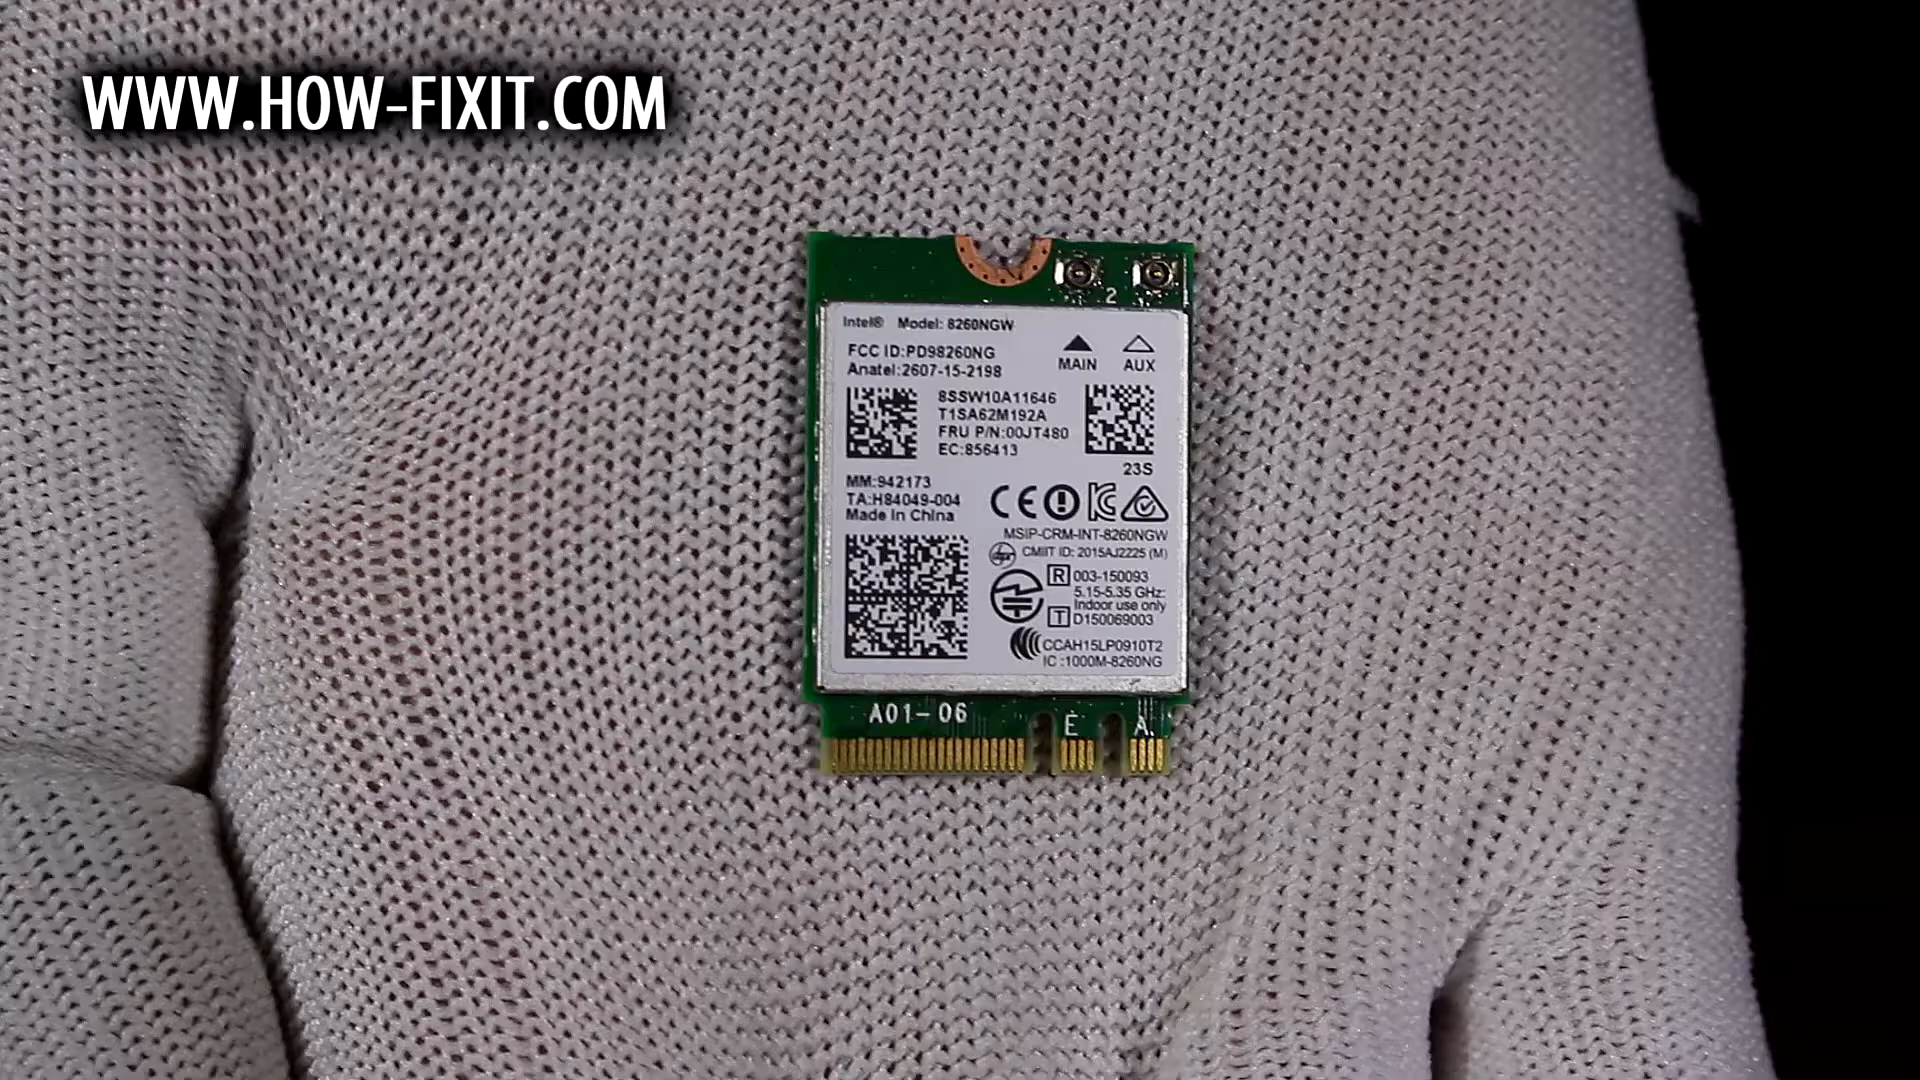 WWW.HOW-FIXIT.COM
2
Intel® Model: 8260NGW
FCC ID:PD98260NG
Anatel:2607-15-2198
MAIN AUX
8SSW10A11646
T1SA62M192A
FRU P/N:00JT480
EC:856413
23S
MM:942173
TA:H84049-004
Made In China
CE
MSIP-CRM-INT-8260NGW
CMIIT ID: 2015AJ2225 (M)
R 003-150093
5.15-5.35 GHz:
Indoor use only
T D150069003
CCAH15LP0910T2
IC :1000M-8260NG
A01-06 E A